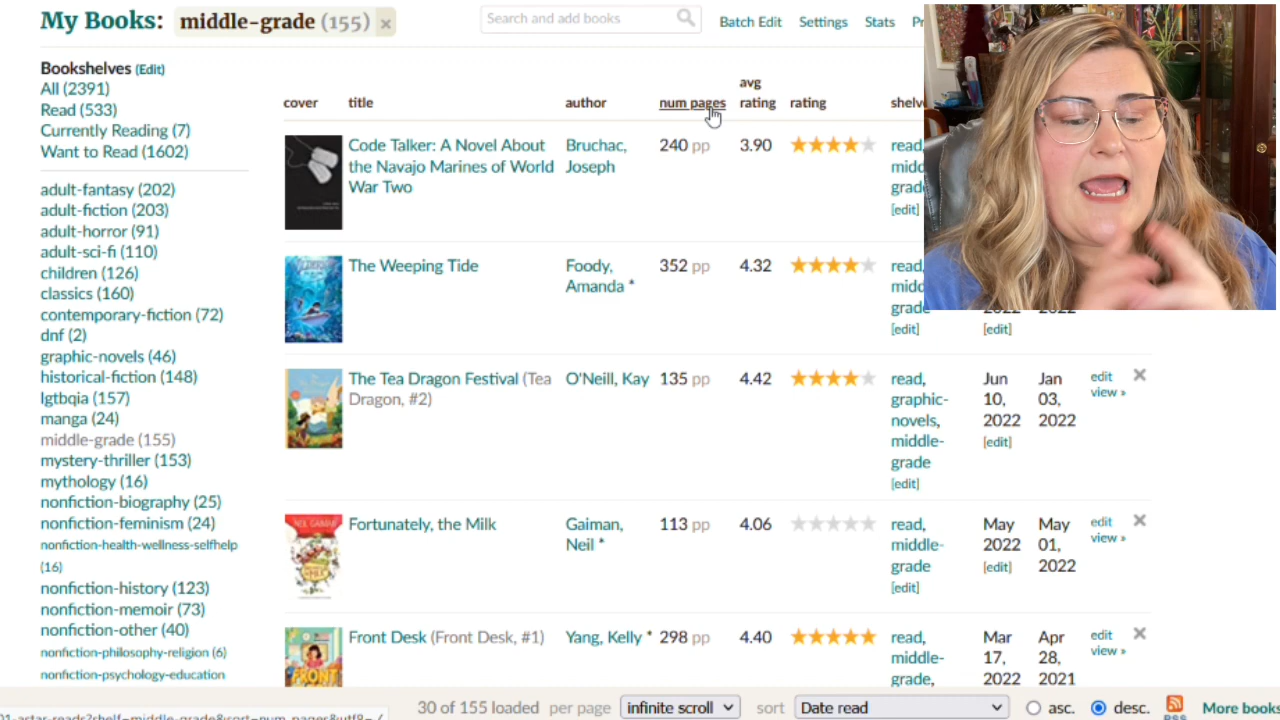 My Books: middle-grade (155) ×
Search and add books
Batch Edit Settings Stats
Bookshelves (Edit)
All (2391)
Read (533)
Currently Reading (7)
Want to Read (1602)
adult-fantasy (202)
adult-fiction (203)
adult-horror (91)
adult-sci-fi (110)
children (126)
classics (160)
contemporary-fiction (72)
dnf (2)
graphic-novels (46)
historical-fiction (148)
lgtbqia (157)
manga (24)
middle-grade (155)
mystery-thriller (153)
mythology (16)
nonfiction-biography (25)
nonfiction-feminism (24)
nonfiction-health-wellness-selfhelp
(16)
nonfiction-history (123)
nonfiction-memoir (73)
nonfiction-other (40)
nonfiction-philosophy-religion (6)
nonfiction-psychology-education
cover title author num pages avg rating rating shelv
Code Talker: A Novel About
the Navajo Marines of World
War Two
Bruchac,
Joseph
240 pp
3.90
read,
midd
grade
[edit]
The Weeping Tide
Foody,
Amanda *
352 pp
4.32
read,
midd
grade
[edit]
2022
[edit]
2022
The Tea Dragon Festival (Tea
Dragon, #2)
O'Neill, Kay
135 pp
4.42
read,
graphic-
novels,
middle-
grade
[edit]
Jun
10,
2022
[edit]
Jan
03,
2022
edit
view »
NEIL GAIMAN
Fortunately, the Milk
Gaiman,
Neil *
113 pp
4.06
read,
middle-
grade
[edit]
May
2022
[edit]
May
01,
2022
edit
view »
FRONT
Front Desk (Front Desk, #1)
Yang, Kelly *
298 pp
4.40
read,
middle-
grade,
Mar
17,
2022
Apr
28,
2021
edit
view »
30 of 155 loaded per page infinite scroll sort Date read asc. desc. RSS More books